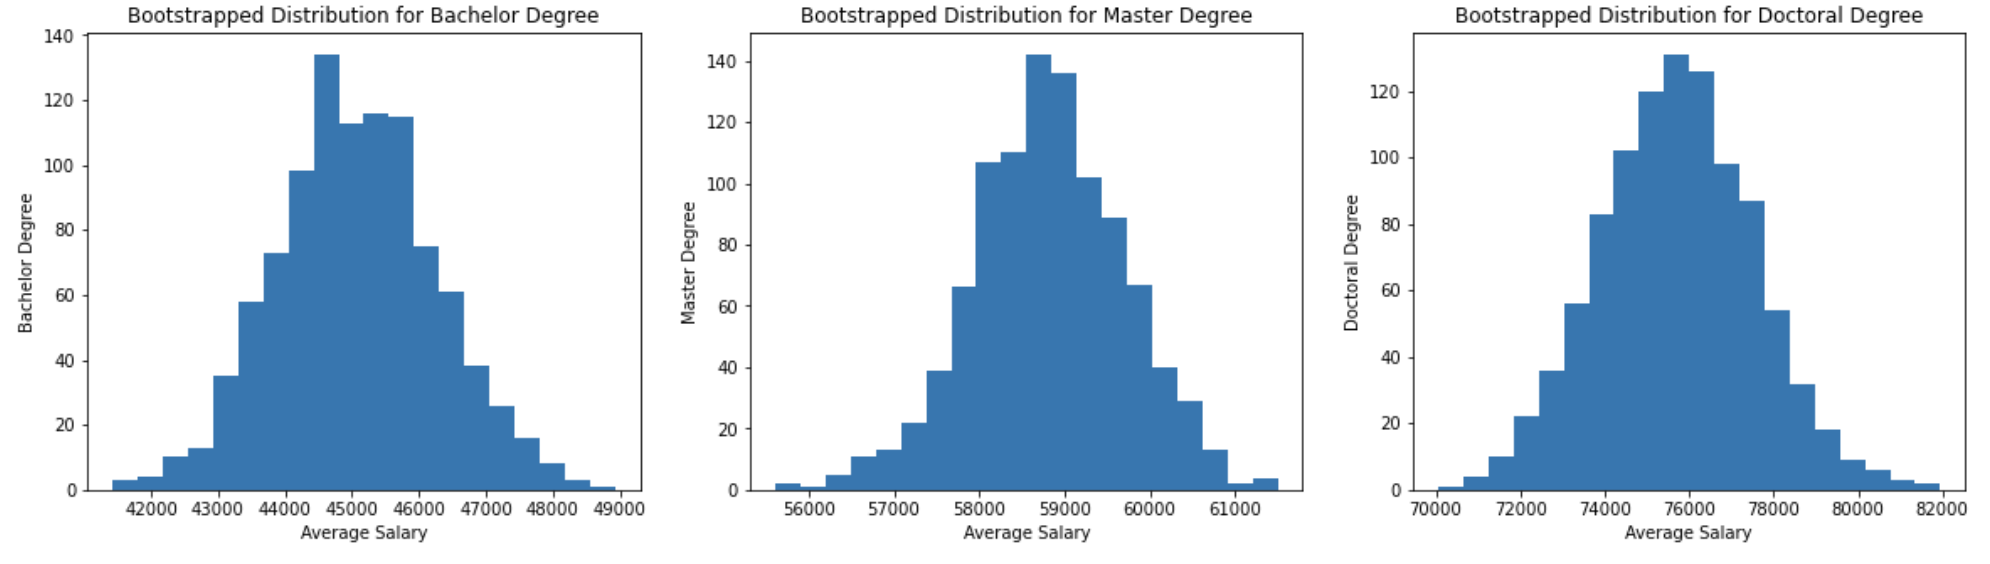 Bootstrapped Distribution for Bachelor Degree
140
120
100
80
60
40
20
0
Bachelor Degree
42000 43000 44000 45000 46000 47000 48000 49000
Average Salary
Bootstrapped Distribution for Master Degree
140
120
100
80
60
40
20
0
Master Degree
56000 57000 58000 59000 60000 61000
Average Salary
Bootstrapped Distribution for Doctoral Degree
120
100
80
60
40
20
0
Doctoral Degree
70000 72000 74000 76000 78000 80000 82000
Average Salary